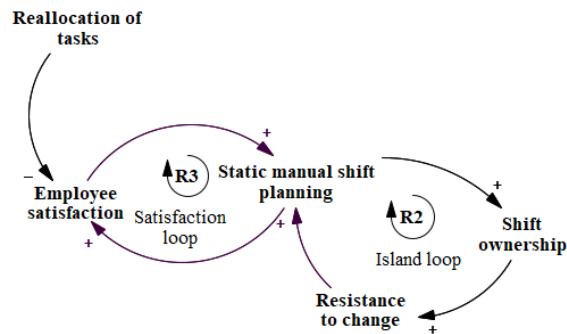 Reallocation of
tasks
+
R3
Static manual shift
planning
–
Employee
satisfaction
Satisfaction
loop
+
+
+
R2
Island loop
Shift
ownership
Resistance
to change
+